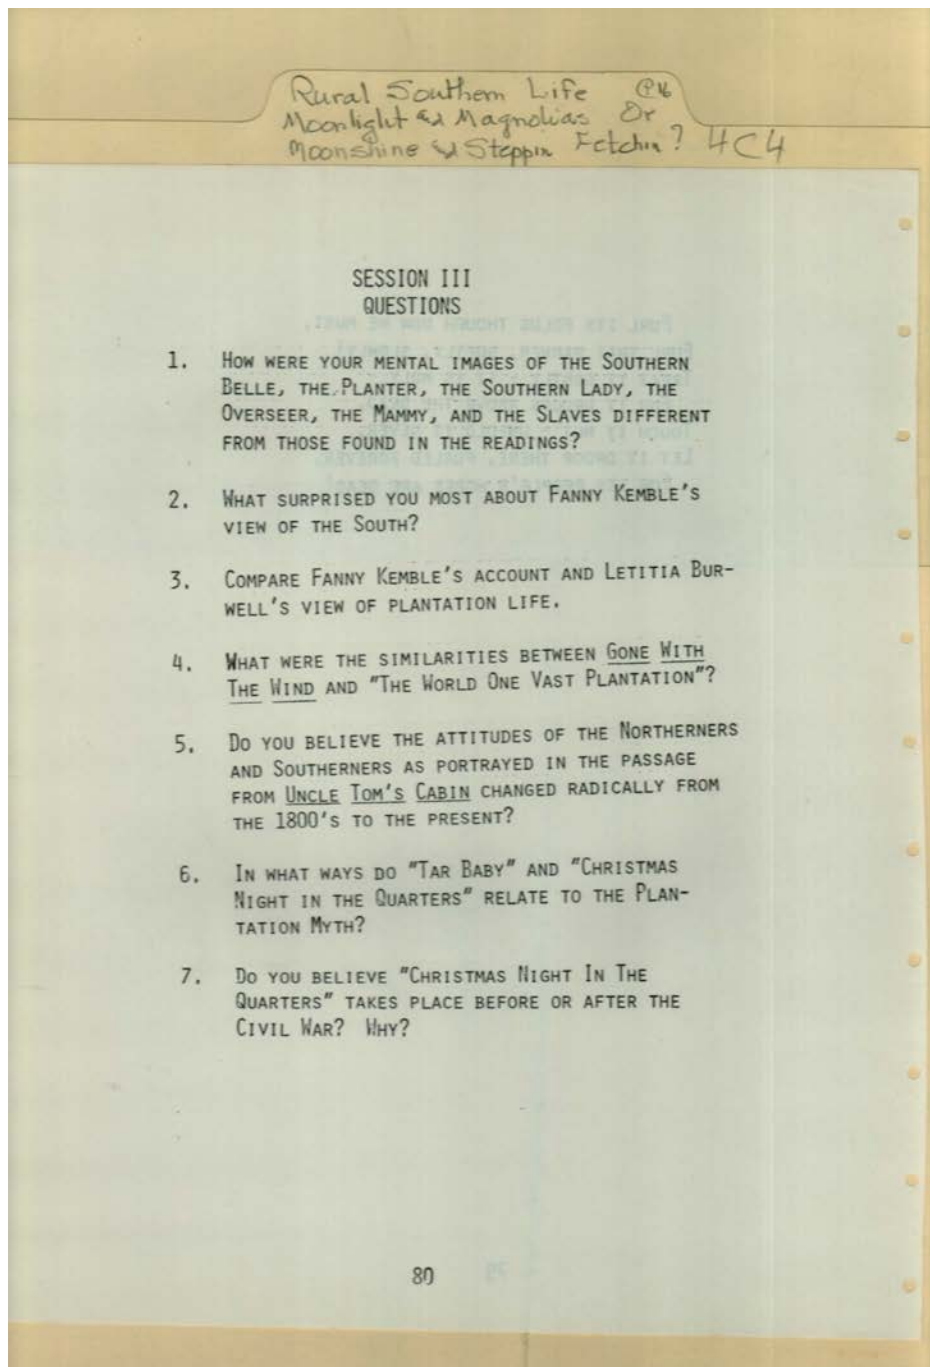 Rural Southern Life
Moonlight and Magnolias Or
Moonshine and Steppin Fetchin? 4C4
SESSION III
QUESTIONS
1. HOW WERE YOUR MENTAL IMAGES OF THE SOUTHERN
BELLE, THE PLANTER, THE SOUTHERN LADY, THE
OVERSEER, THE MAMMY, AND THE SLAVES DIFFERENT
FROM THOSE FOUND IN THE READINGS?
2. WHAT SURPRISED YOU MOST ABOUT FANNY KEMBLE'S
VIEW OF THE SOUTH?
3. COMPARE FANNY KEMBLE'S ACCOUNT AND LETITIA BUR-
WELL'S VIEW OF PLANTATION LIFE.
4. WHAT WERE THE SIMILARITIES BETWEEN GONE WITH
THE WIND AND "THE WORLD ONE VAST PLANTATION"?
5. DO YOU BELIEVE THE ATTITUDES OF THE NORTHERNERS
AND SOUTHERNERS AS PORTRAYED IN THE PASSAGE
FROM UNCLE TOM'S CABIN CHANGED RADICALLY FROM
THE 1800'S TO THE PRESENT?
6. IN WHAT WAYS DO "TAR BABY" AND "CHRISTMAS
NIGHT IN THE QUARTERS" RELATE TO THE PLAN-
TATION MYTH?
7. DO YOU BELIEVE "CHRISTMAS NIGHT IN THE
QUARTERS" TAKES PLACE BEFORE OR AFTER THE
CIVIL WAR? WHY?
80